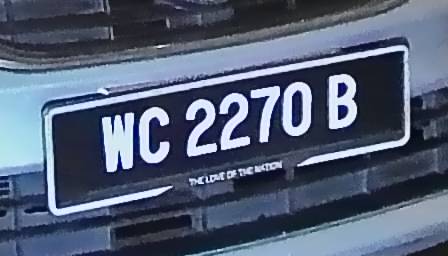 WC 2270 B
THE LOVE OF THE NATION